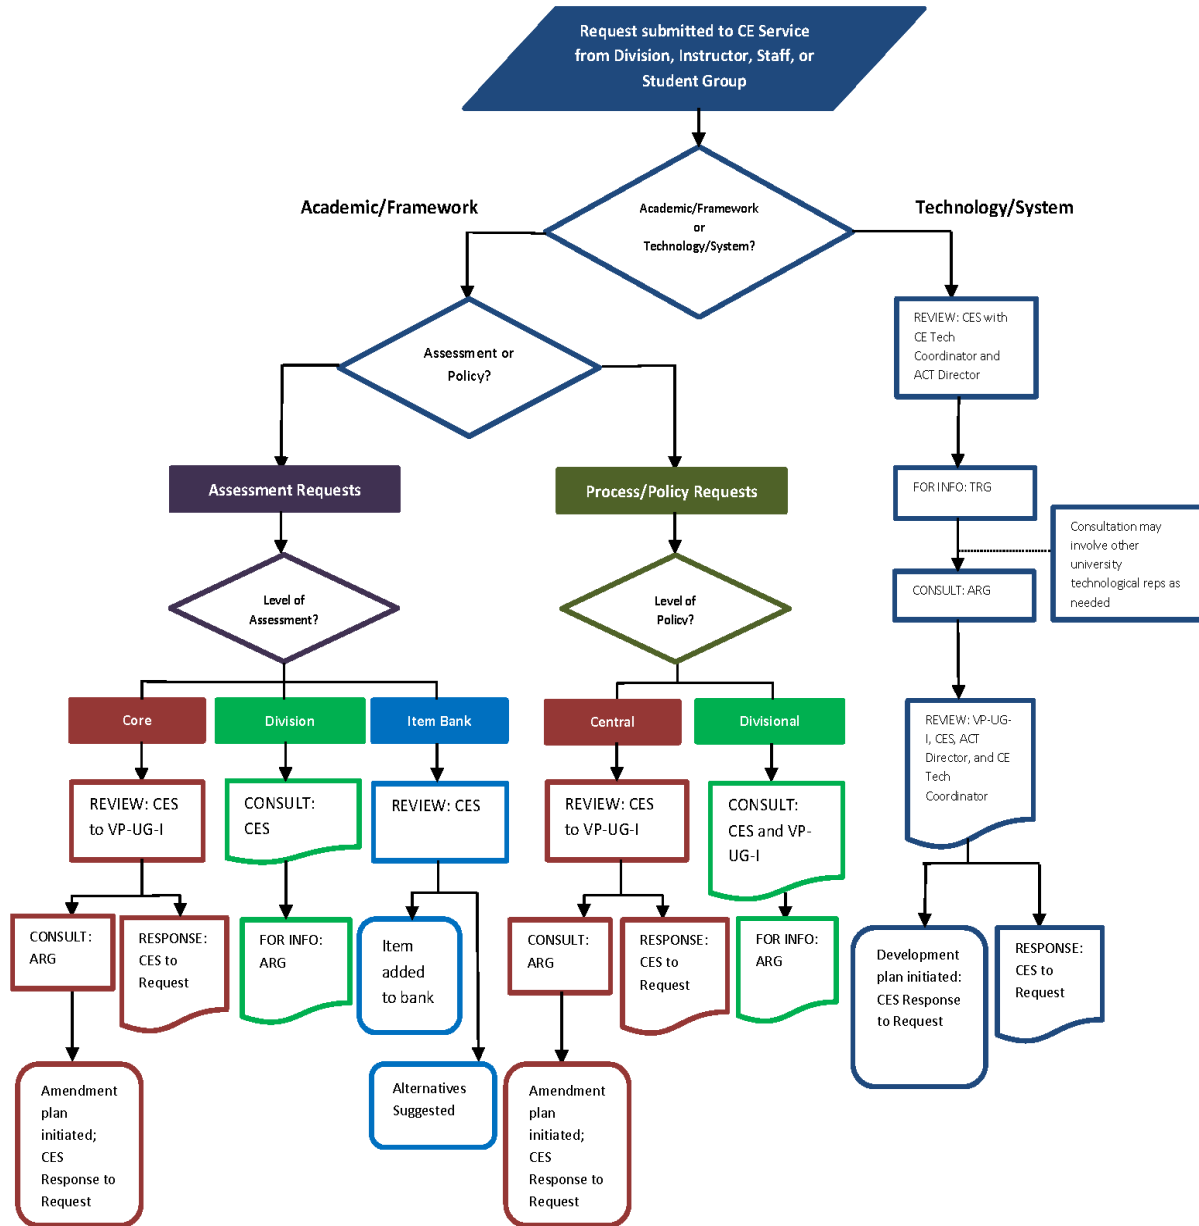 Request submitted to CE Service
from Division, Instructor, Staff, or
Student Group
Academic/Framework
Technology/System
Academic/Framework
or
Technology/System?
Assessment or
Policy?
REVIEW: CES with
CE Tech
Coordinator and
ACT Director
Assessment Requests
Process/Policy Requests
FOR INFO: TRG
Consultation may
involve other
university
technological reps as
needed
CONSULT: ARG
Level of
Assessment?
Level of
Policy?
Core
Division
Item Bank
Central
Divisional
REVIEW: VP-UG-
I, CES, ACT
Director, and CE
Tech
Coordinator
REVIEW: CES
to VP-UG-I
CONSULT:
CES
REVIEW: CES
REVIEW: CES
to VP-UG-I
CONSULT:
CES and VP-
UG-I
CONSULT:
ARG
RESPONSE:
CES to
Request
FOR INFO:
ARG
Item
added
to bank
CONSULT:
ARG
RESPONSE:
CES to
Request
FOR INFO:
ARG
Development
plan initiated:
CES Response
to Request
RESPONSE:
CES to
Request
Amendment
plan
initiated;
CES
Response to
Request
Alternatives
Suggested
Amendment
plan
initiated;
CES
Response to
Request